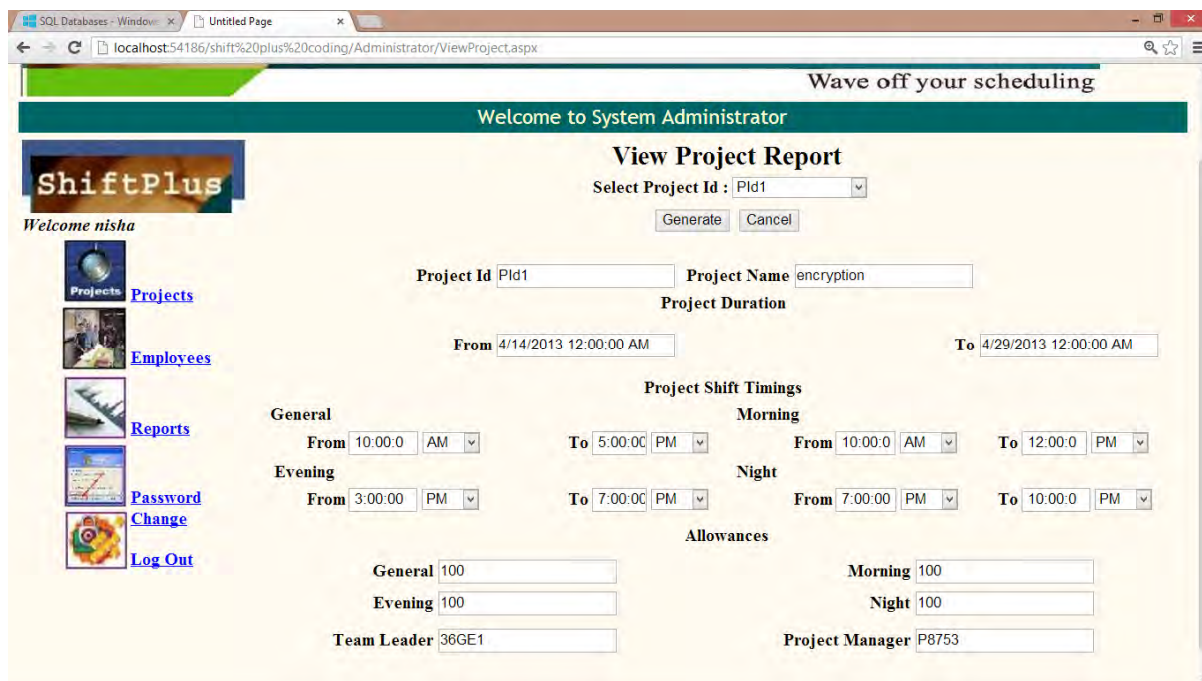 SQL Databases - Window
Untitled Page
localhost:54186/shift%20plus%20coding/Administrator/ViewProject.aspx
Wave off your scheduling
Welcome to System Administrator
ShiftPlus
Welcome nisha
Projects
Projects
Employees
Reports
Password
Change
Log Out
View Project Report
Select Project Id : PId1
Generate Cancel
Project Id PId1 Project Name encryption
Project Duration
From 4/14/2013 12:00:00 AM To 4/29/2013 12:00:00 AM
Project Shift Timings
General Morning
From 10:00:0 AM To 5:00:00 PM From 10:00:0 AM To 12:00:0 PM
Evening Night
From 3:00:00 PM To 7:00:00 PM From 7:00:00 PM To 10:00:0 PM
Allowances
General 100 Morning 100
Evening 100 Night 100
Team Leader 36GE1 Project Manager P8753